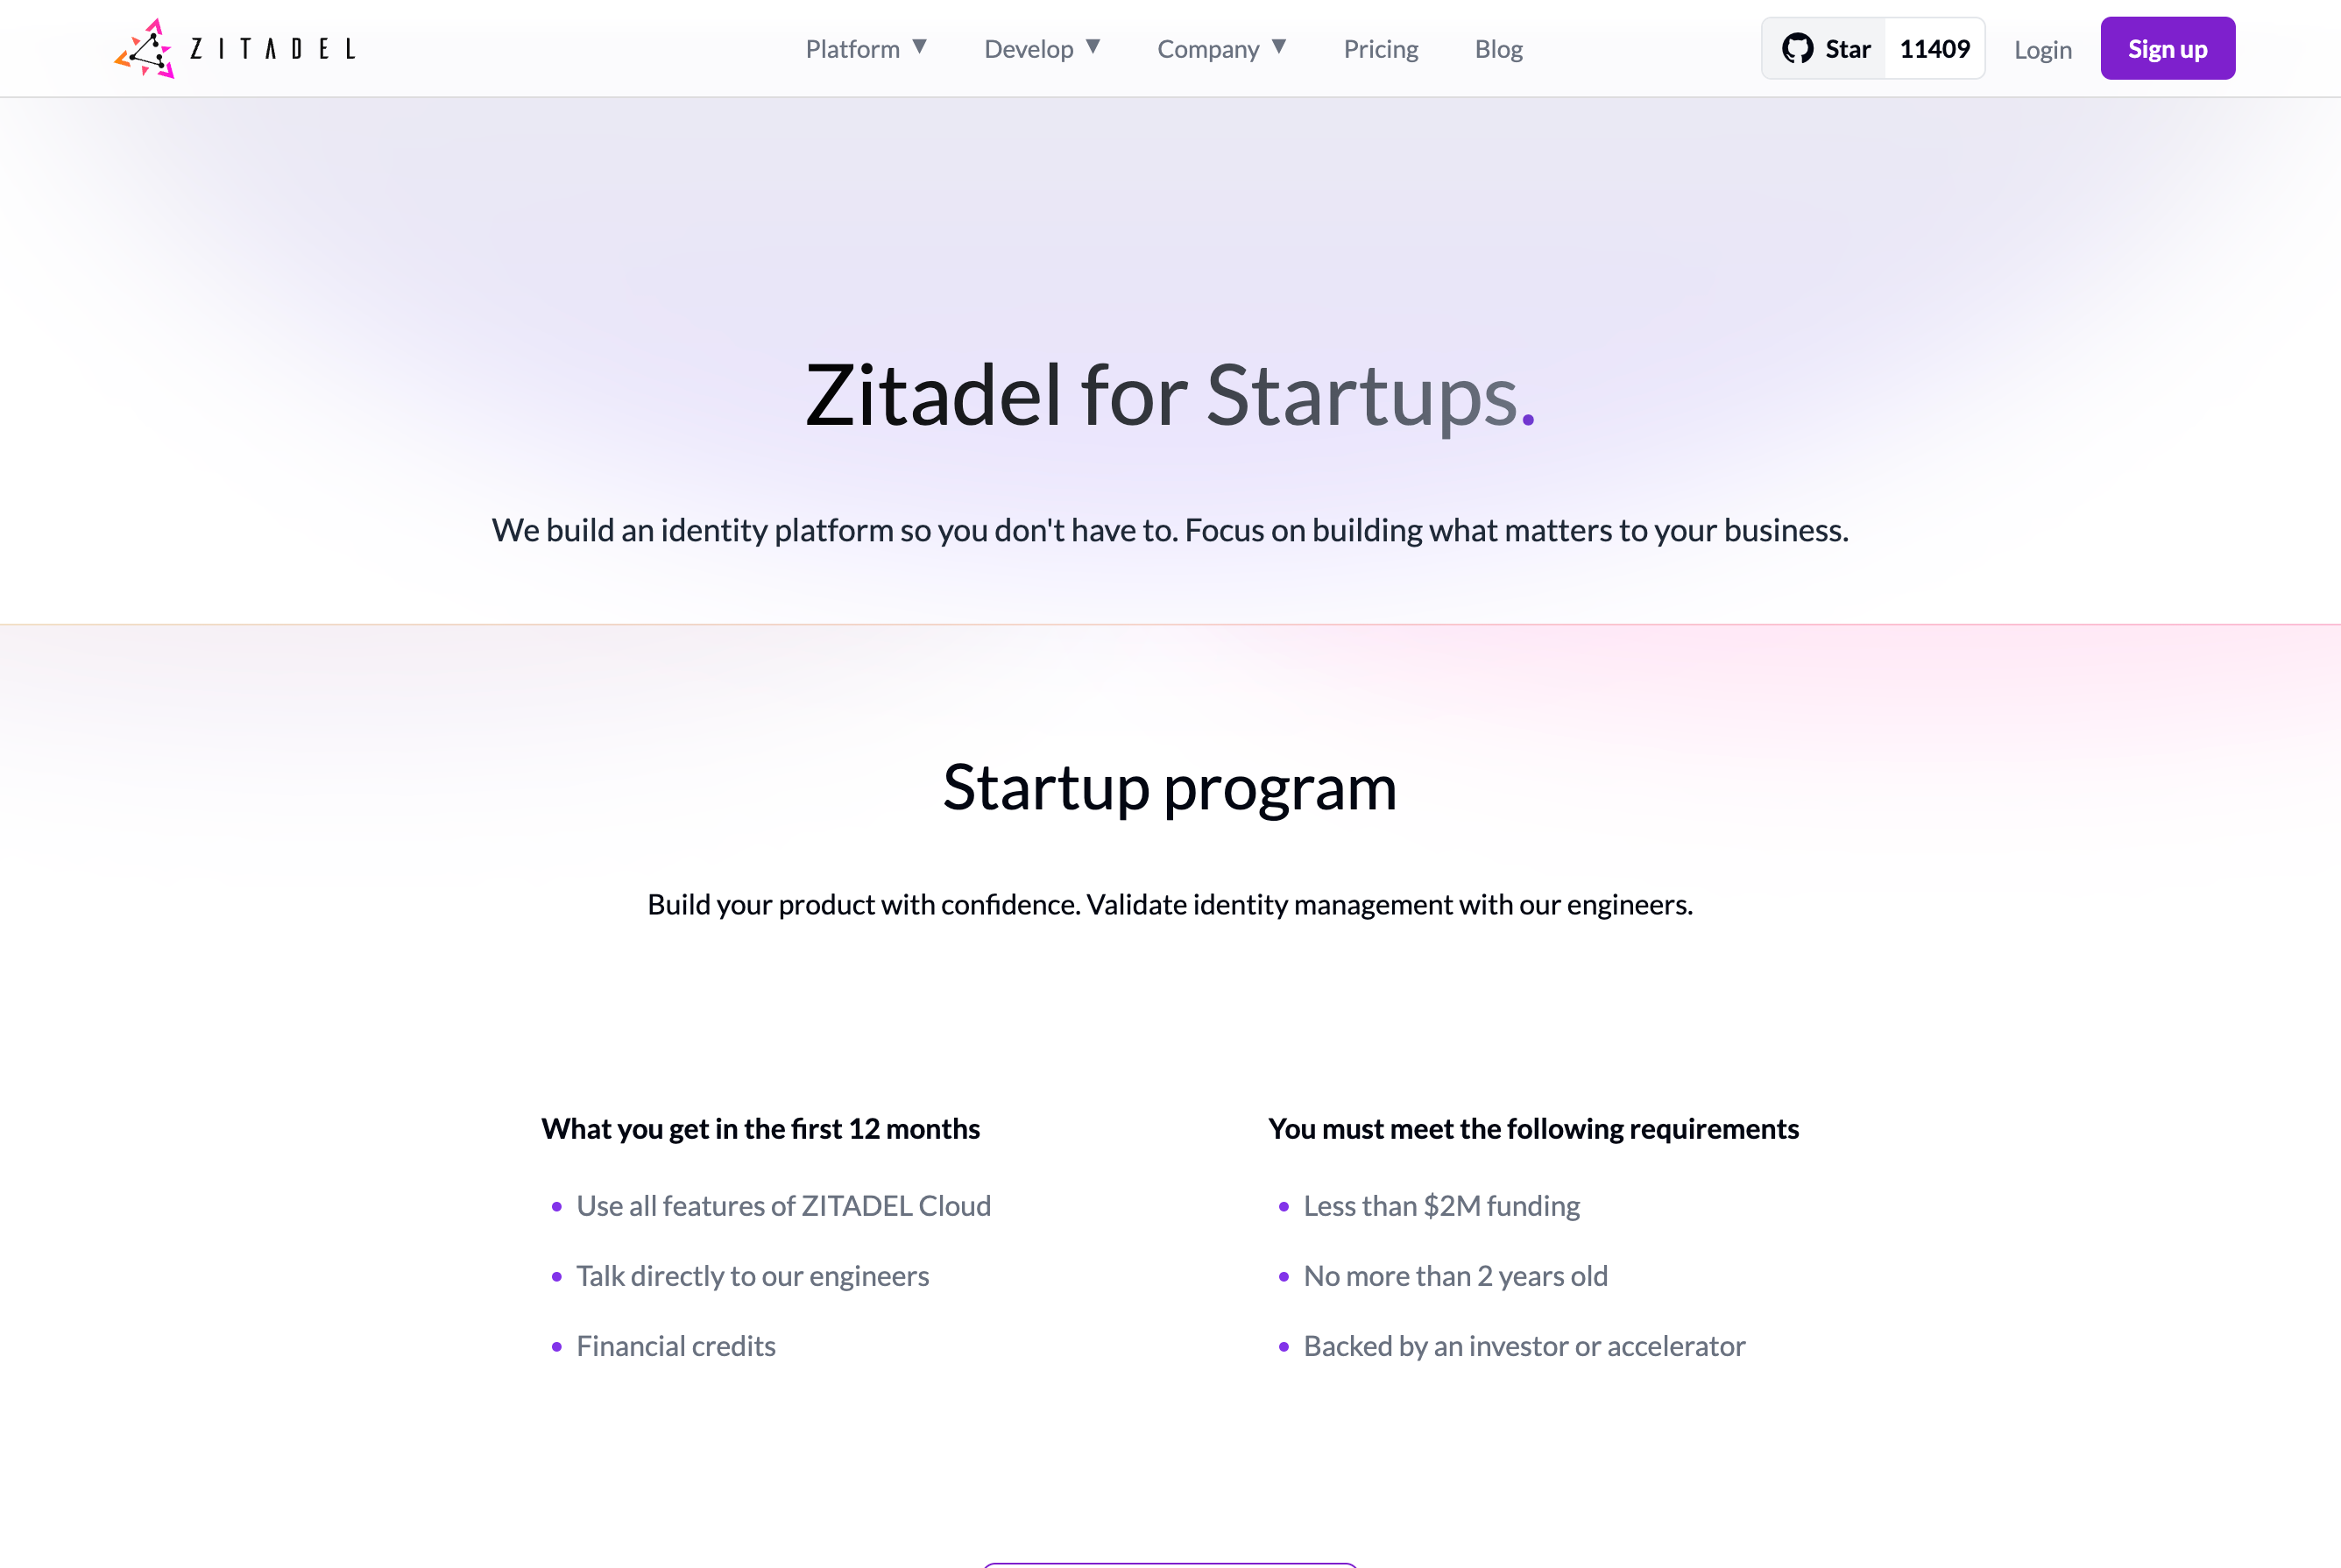 ZITADEL
Platform ▼ Develop ▼ Company ▼ Pricing Blog
Star 11409 Login Sign up
Zitadel for Startups.
We build an identity platform so you don't have to. Focus on building what matters to your business.
Startup program
Build your product with confidence. Validate identity management with our engineers.
What you get in the first 12 months
• Use all features of ZITADEL Cloud
• Talk directly to our engineers
• Financial credits
You must meet the following requirements
• Less than $2M funding
• No more than 2 years old
• Backed by an investor or accelerator